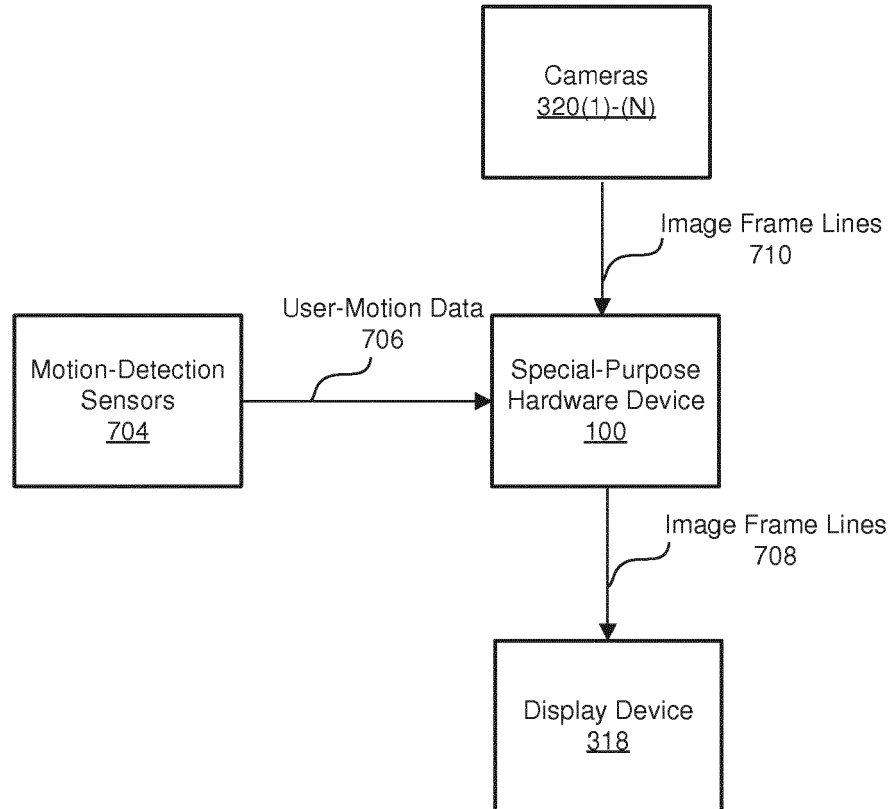 Cameras
320(1)-(N)
Image Frame Lines
710
User-Motion Data
706
Motion-Detection
Sensors
704
Special-Purpose
Hardware Device
100
Image Frame Lines
708
Display Device
318